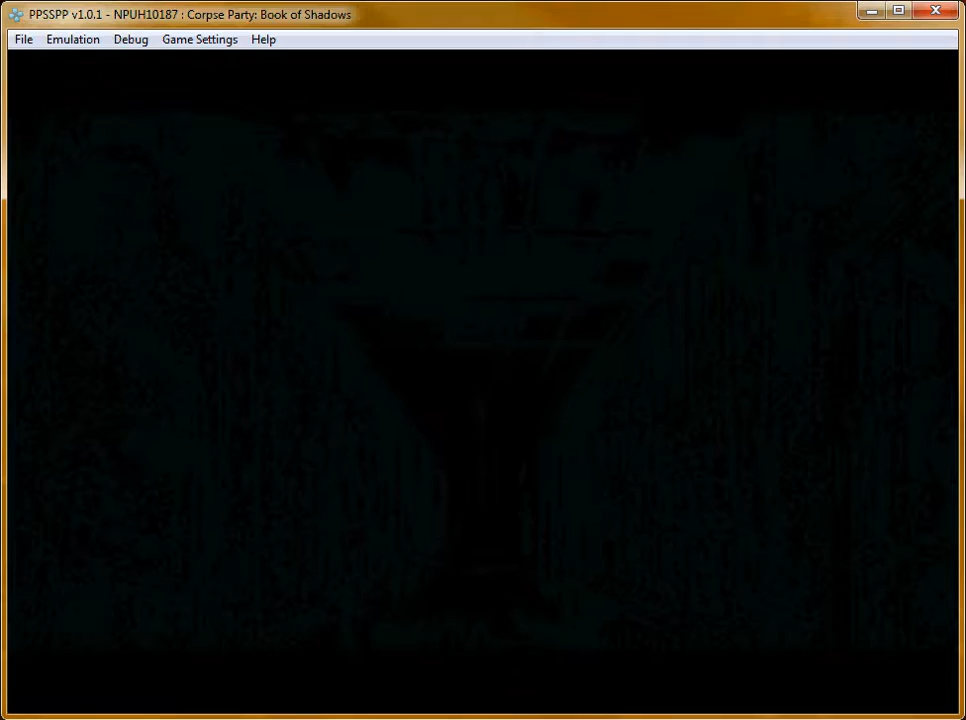 PPSSPP v1.0.1 - NPUH10187 : Corpse Party: Book of Shadows
File Emulation Debug Game Settings Help